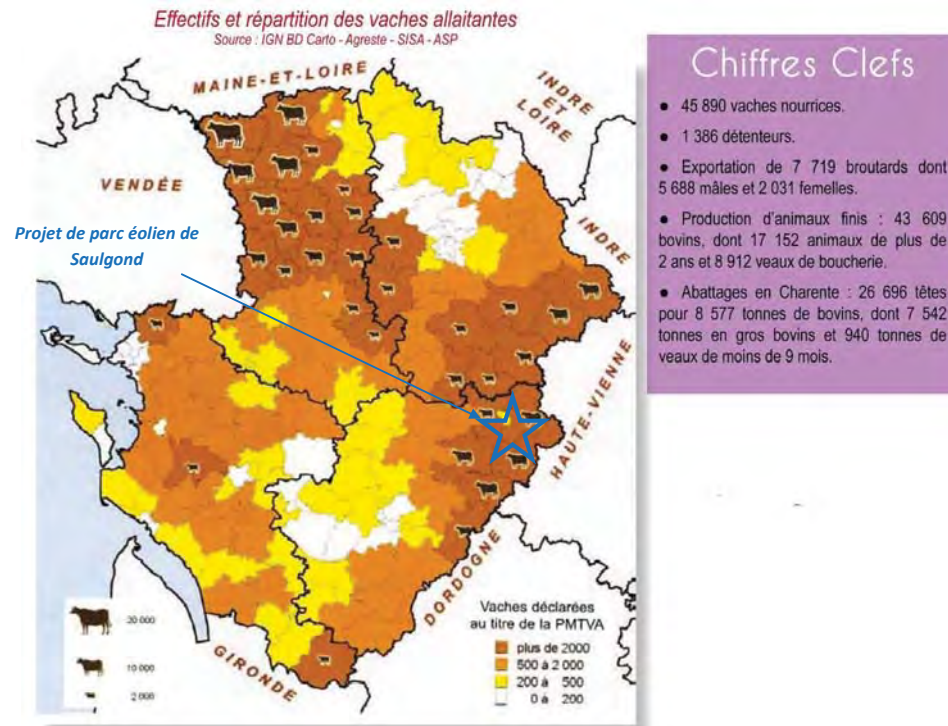 Effectifs et répartition des vaches allaitantes
Source : IGN BD Carto - Agreste - SISA - ASP
MAINE-ET-LOIRE
INDRE
ET
LOIRE
VENDÉE
INDRE
Projet de parc éolien de
Saulgond
HAUTE-VIENNE
DORDOGNE
GIRONDE
30 000
10 000
2 000
Vaches déclarées
au titre de la PMTVA
plus de 2000
500 à 2 000
200 à 500
0 à 200
Chiffres Clefs
• 45 890 vaches nourrices.
• 1 386 détenteurs.
• Exportation de 7 719 broutards dont
5 688 mâles et 2 031 femelles.
• Production d'animaux finis : 43 609
bovins, dont 17 152 animaux de plus de
2 ans et 8 912 veaux de boucherie.
• Abattages en Charente : 26 696 têtes
pour 8 577 tonnes de bovins, dont 7 542
tonnes en gros bovins et 940 tonnes de
veaux de moins de 9 mois.